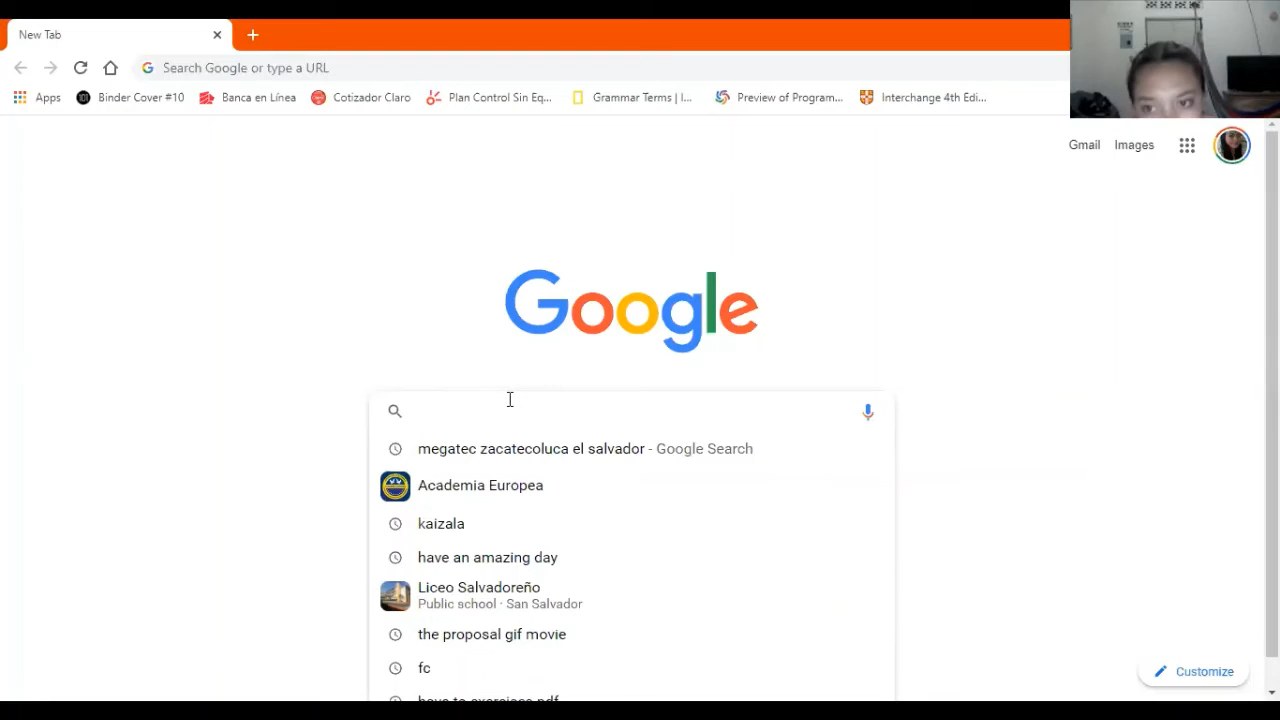 New Tab
Search Google or type a URL
Apps
Binder Cover #10
Banca en Línea
Cotizador Claro
Plan Control Sin Eq...
Grammar Terms | I...
Preview of Program...
Interchange 4th Edi...
Gmail
Images
Google
megatec zacatecoluca el salvador - Google Search
Academia Europea
kaizala
have an amazing day
Liceo Salvadoreño
Public school · San Salvador
the proposal gif movie
fc
Customize